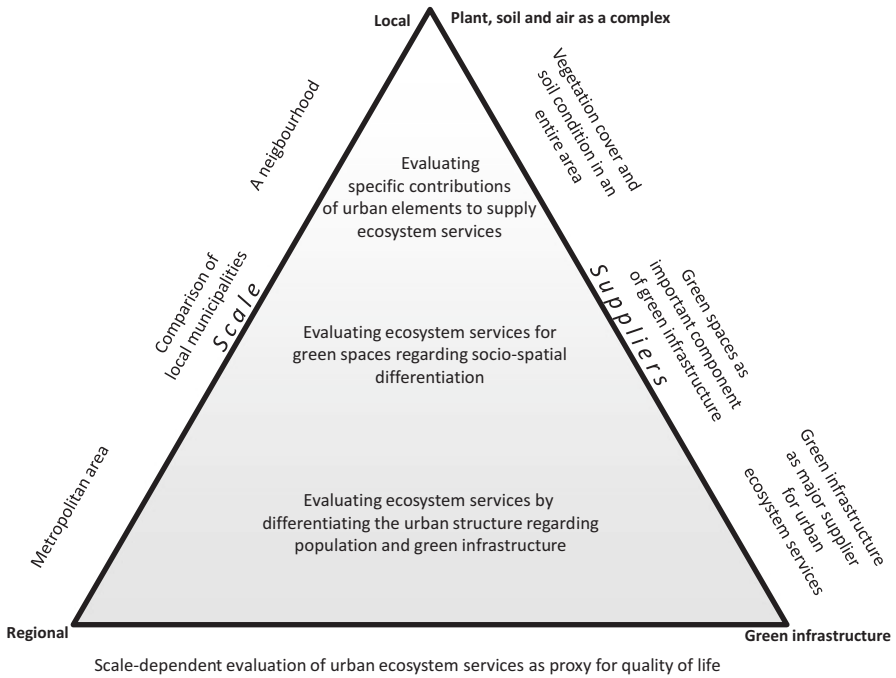 Local
Plant, soil and air as a complex
A neigbourhood
Vegetation cover and
soil condition in an
entire area
Evaluating
specific contributions
of urban elements to supply
ecosystem services
Comparison of
local municipalities
Scale
Suppliers
Green spaces as
important component
of green infrastructure
Evaluating ecosystem services for
green spaces regarding socio-spatial
differentiation
Metropolitan area
Green infrastructure
as major supplier
for urban
ecosystem services
Evaluating ecosystem services by
differentiating the urban structure regarding
population and green infrastructure
Regional
Green infrastructure
Scale-dependent evaluation of urban ecosystem services as proxy for quality of life